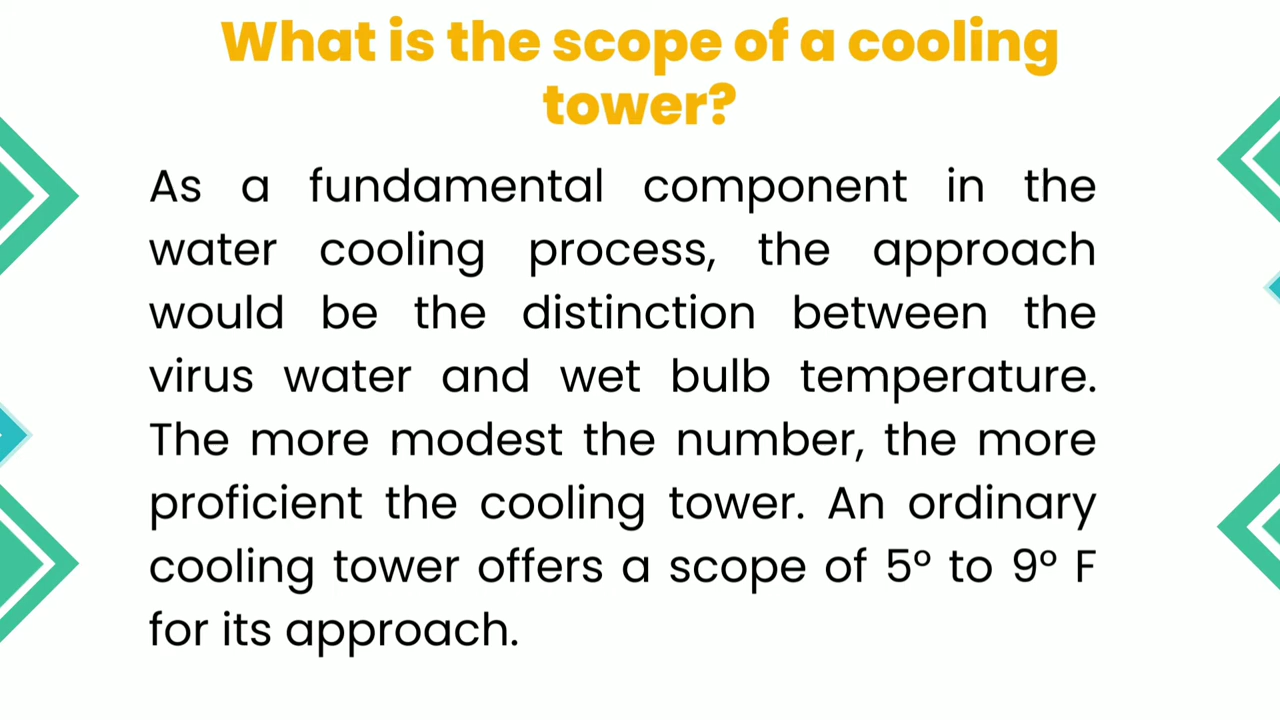 What is the scope of a cooling
tower?
As a fundamental component in the
water cooling process, the approach
would be the distinction between the
virus water and wet bulb temperature.
The more modest the number, the more
proficient the cooling tower. An ordinary
cooling tower offers a scope of 5º to 9º F
for its approach.